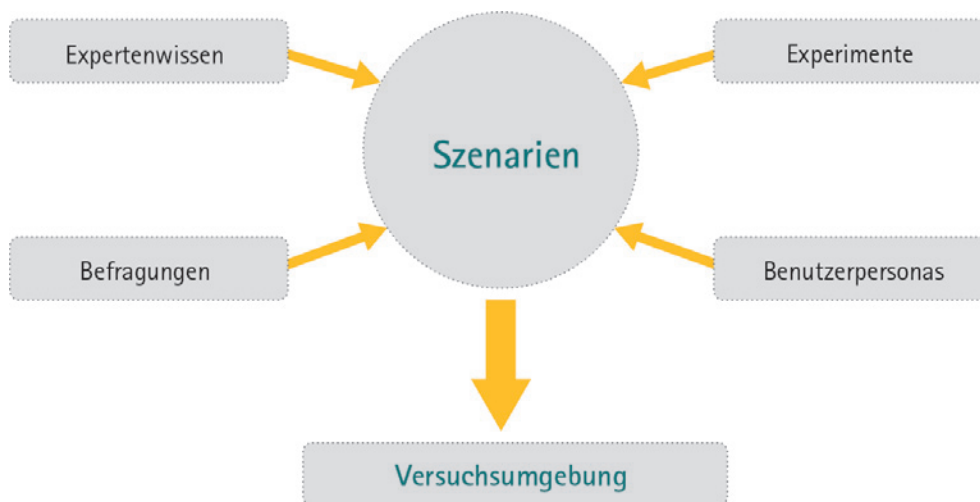 Expertenwissen
Experimente
Szenarien
Befragungen
Benutzerpersonas
Versuchsumgebung